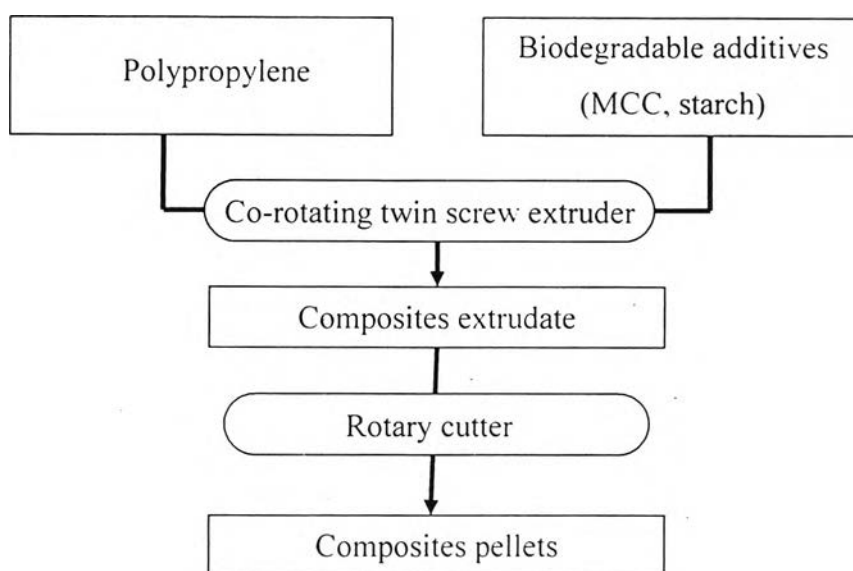 Polypropylene
Biodegradable additives
(MCC, starch)
Co-rotating twin screw extruder
Composites extrudate
Rotary cutter
Composites pellets